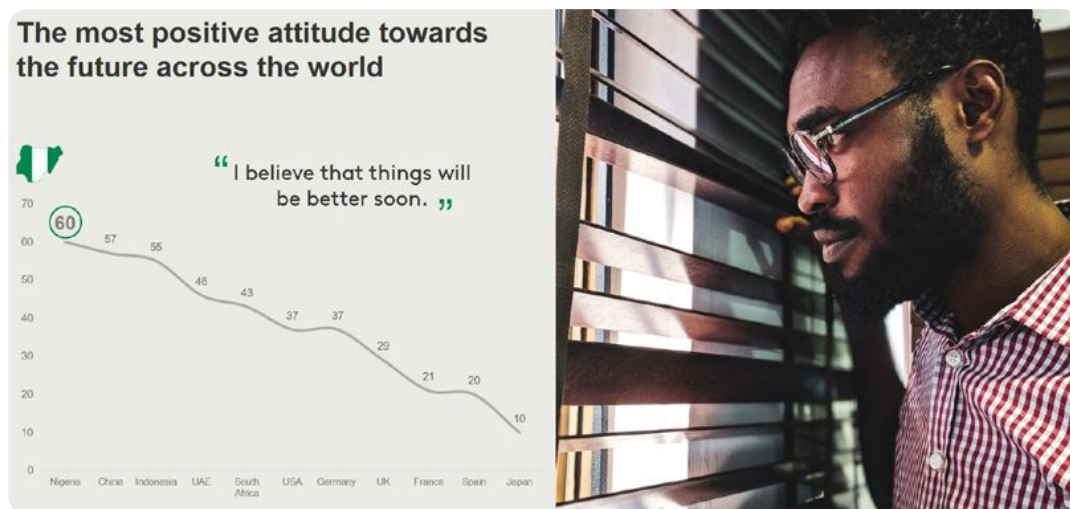 The most positive attitude towards
the future across the world
“ I believe that things will
be better soon. ”
70
60
50
40
30
20
10
0
60
57
55
46
43
37
37
29
21
20
10
Nigeria
China
Indonesia
UAE
South
Africa
USA
Germany
UK
France
Spain
Japan